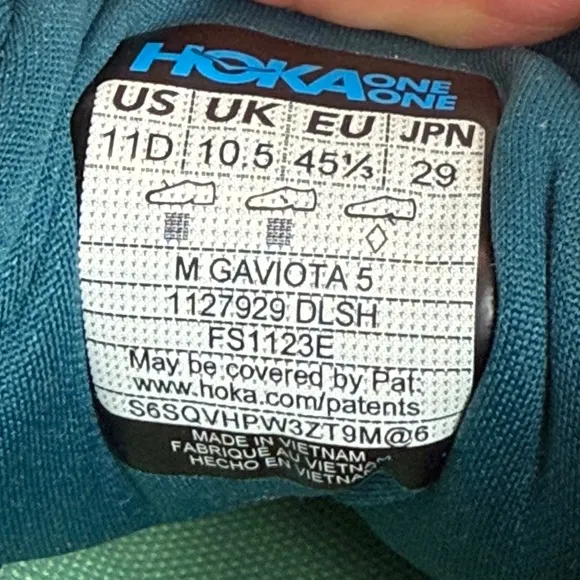 HOKA ONE ONE
US UK EU JPN
11D 10.5 45⅓ 29
M GAVIOTA 5
1127929 DLSH
FS1123E
May be covered by Pat:
www.hoka.com/patents
S6SQVHPW3ZT9M@6
MADE IN VIETNAM
FABRIQUÉ AU VIETNAM
HECHO EN VIETNAM